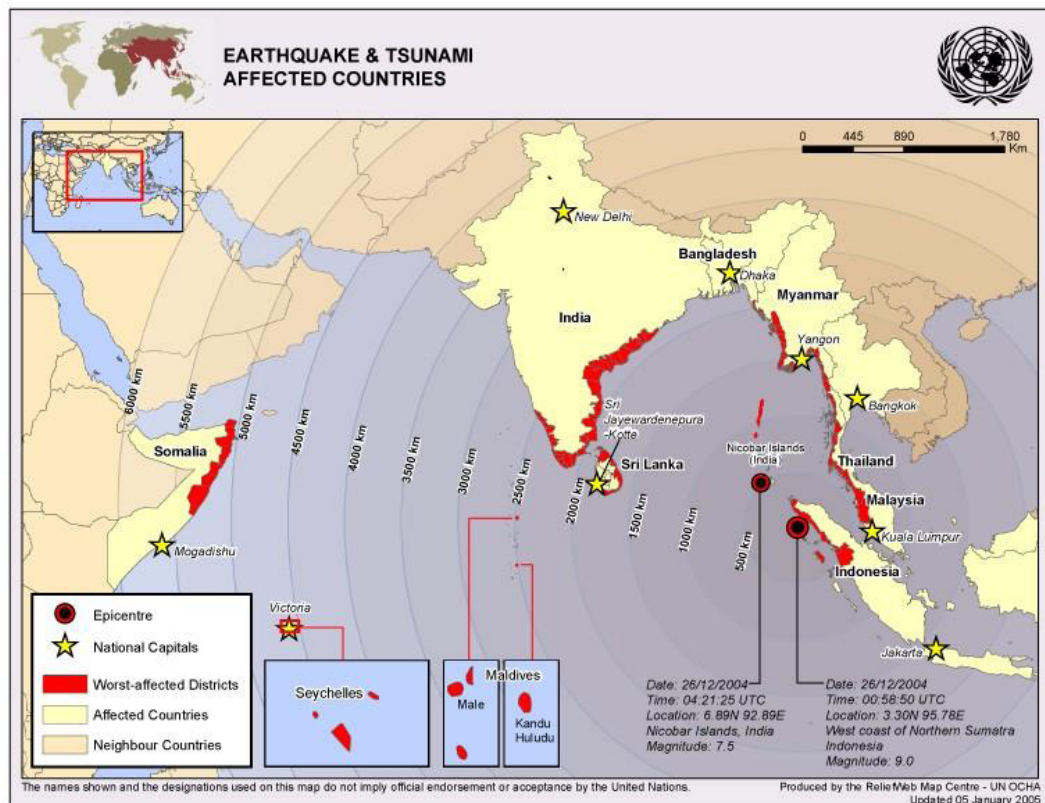 EARTHQUAKE & TSUNAMI
AFFECTED COUNTRIES
0 445 890 1,780
Km
New Delhi
Bangladesh
Dhaka
Myanmar
India
Yangon
6000 km
5500 km
5000 km
4500 km
4000 km
3500 km
3000 km
2500 km
2000 km
1500 km
1000 km
500 km
Sri
Jayewardenepura
-Kotte
Bangkok
Somalia
Sri Lanka
Nicobar Islands
(India)
Thailand
Malaysia
Kuala Lumpur
Mogadishu
Indonesia
Victoria
Jakarta
Epicentre
National Capitals
Worst-affected Districts
Affected Countries
Neighbour Countries
Seychelles
Maldives
Male
Kandu
Huludu
Date: 26/12/2004
Time: 04:21:25 UTC
Location: 6.89N 92.89E
Nicobar Islands, India
Magnitude: 7.5
Date: 26/12/2004
Time: 00:58:50 UTC
Location: 3.30N 95.78E
West coast of Northern Sumatra
Indonesia
Magnitude: 9.0
The names shown and the designations used on this map do not imply official endorsement or acceptance by the United Nations.
Produced by the ReliefWeb Map Centre - UN OCHA
Updated 05 January 2005